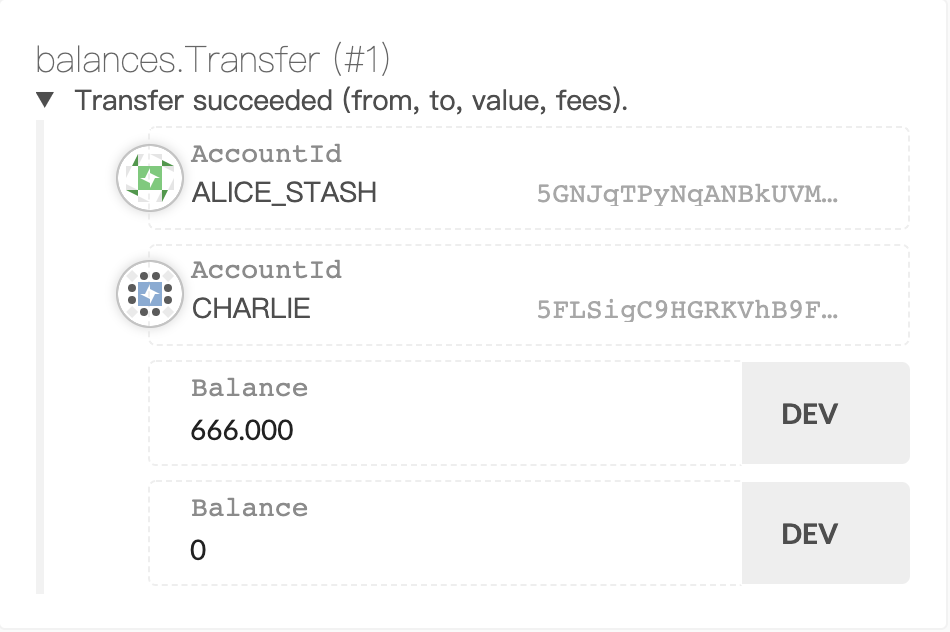 balances.Transfer (#1)
▼ Transfer succeeded (from, to, value, fees).
AccountId
ALICE_STASH 5GNJqTPyNqANBkUVM…
AccountId
CHARLIE 5FLSigC9HGRKVhB9F…
Balance
666.000 DEV
Balance
0 DEV